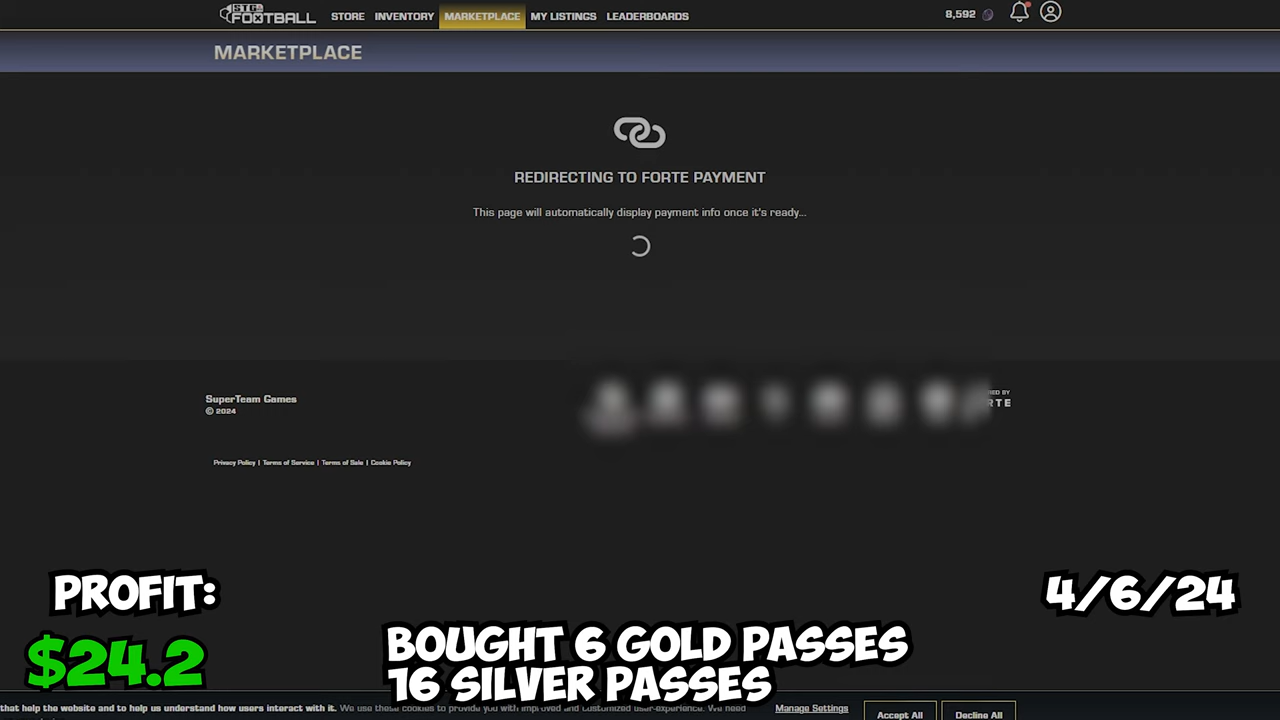 STG FOOTBALL
STORE INVENTORY MARKETPLACE MY LISTINGS LEADERBOARDS
8,592
MARKETPLACE
REDIRECTING TO FORTE PAYMENT
This page will automatically display payment info once it's ready...
SuperTeam Games
© 2024
RTE
Privacy Policy | Terms of Service | Terms of Sale | Cookie Policy
PROFIT:
$24.2
4/6/24
BOUGHT 6 GOLD PASSES
16 SILVER PASSES
that help the website and to help us understand how users interact with it. We use these cookies to provide you with improved and customized user-experience. We need
Manage Settings
Accept All
Decline All